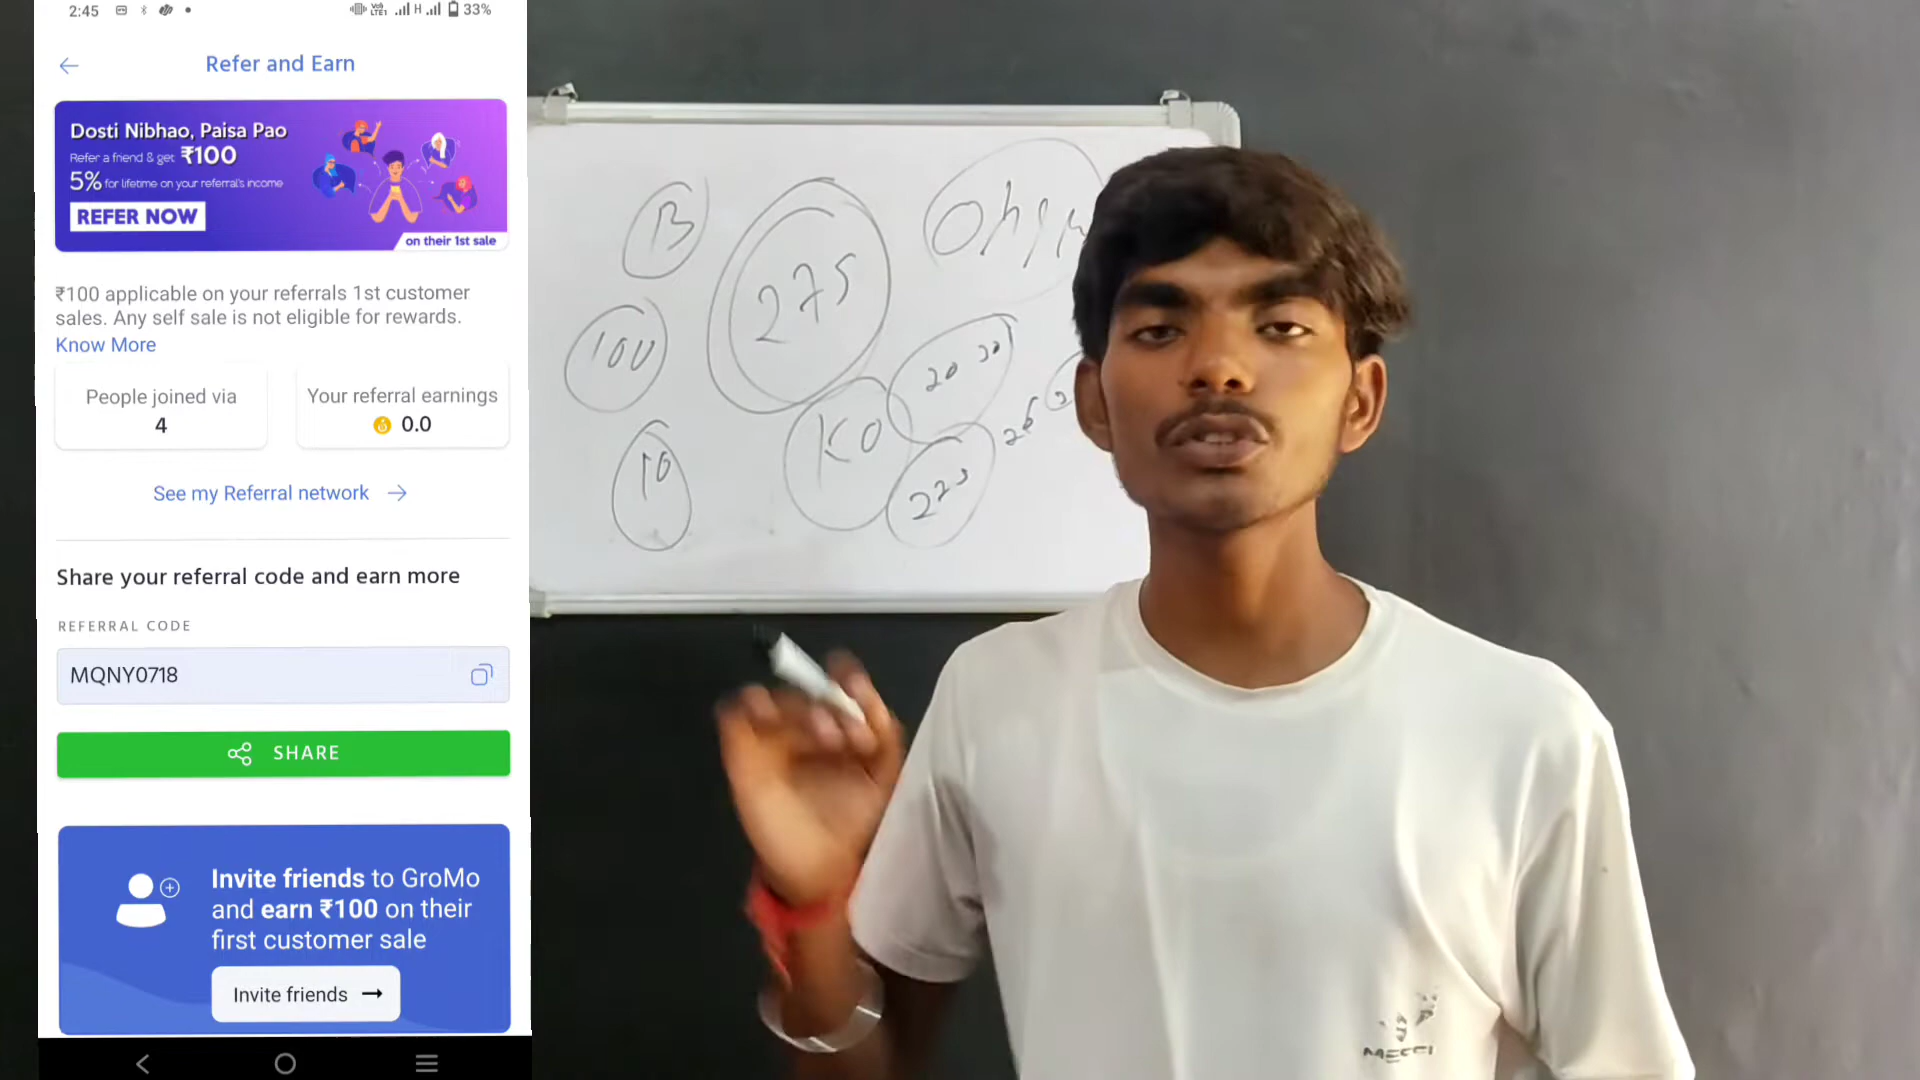 2:45
Vo) LTE1
H
33%
Refer and Earn
Dosti Nibhao, Paisa Pao
Refer a friend & get ₹100
5% for lifetime on your referral's income
REFER NOW
on their 1st sale
₹100 applicable on your referrals 1st customer
sales. Any self sale is not eligible for rewards.
Know More
People joined via
4
Your referral earnings
0.0
See my Referral network
Share your referral code and earn more
REFERRAL CODE
MQNY0718
SHARE
Invite friends to GroMo
and earn ₹100 on their
first customer sale
Invite friends
B
275
100
10
KO
20
MESSI